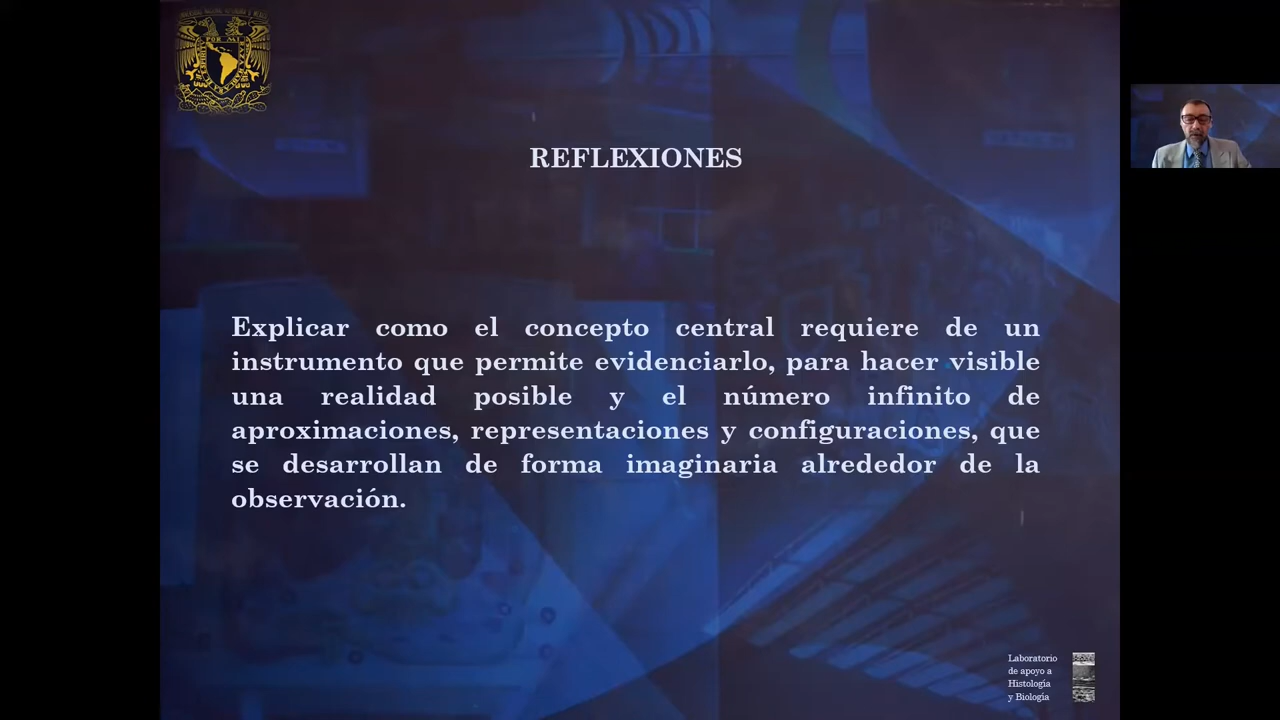 POR MI
REFLEXIONES
Explicar como el concepto central requiere de un
instrumento que permite evidenciarlo, para hacer visible
una realidad posible y el número infinito de
aproximaciones, representaciones y configuraciones, que
se desarrollan de forma imaginaria alrededor de la
observación.
Laboratorio
de apoyo a
Histología
y Biología